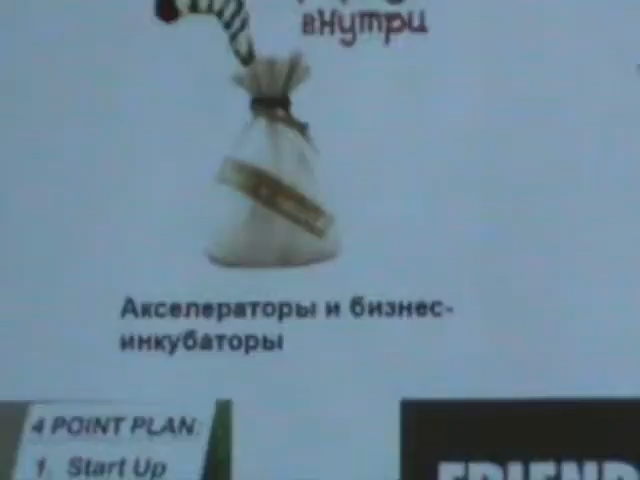 внутри
Акселераторы и бизнес-
инкубаторы
4 POINT PLAN:
1. Start Up